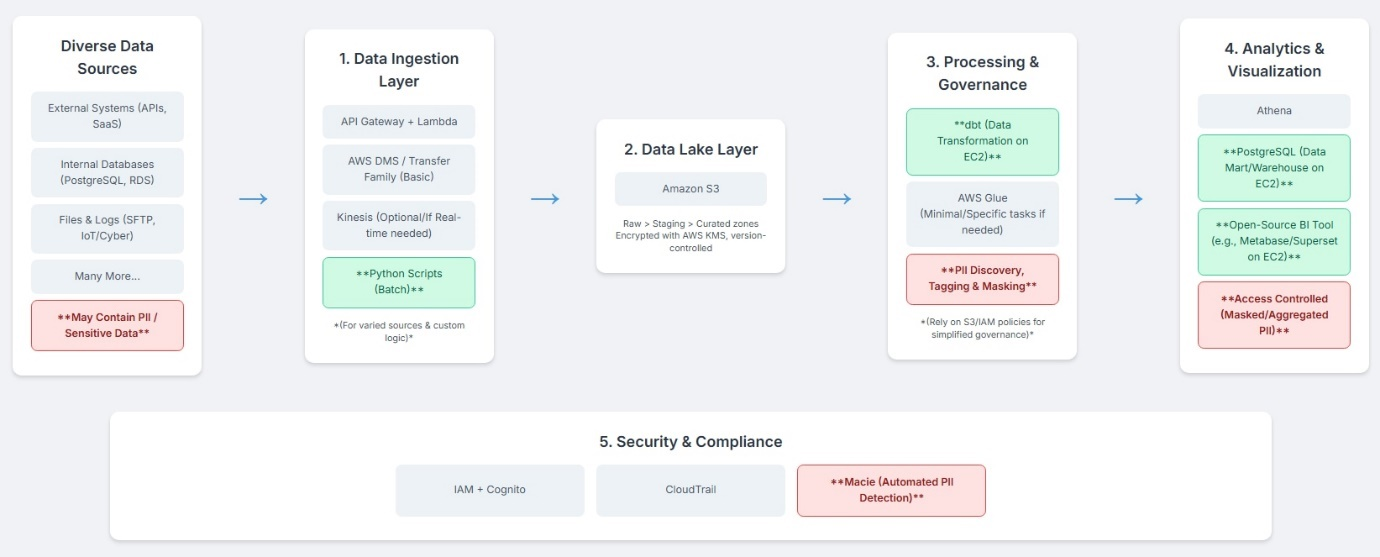 Diverse Data
Sources
External Systems (APIs,
SaaS)
Internal Databases
(PostgreSQL, RDS)
Files & Logs (SFTP,
IoT/Cyber)
Many More...
**May Contain PII /
Sensitive Data**
→
1. Data Ingestion
Layer
API Gateway + Lambda
AWS DMS / Transfer
Family (Basic)
Kinesis (Optional/If Real-
time needed)
**Python Scripts
(Batch)**
*(For varied sources & custom
logic)*
→
2. Data Lake Layer
Amazon S3
Raw > Staging > Curated zones
Encrypted with AWS KMS, version-
controlled
→
3. Processing &
Governance
**dbt (Data
Transformation on
EC2)**
AWS Glue
(Minimal/Specific tasks if
needed)
**PII Discovery,
Tagging & Masking**
*(Rely on S3/IAM policies for
simplified governance)*
→
4. Analytics &
Visualization
Athena
**PostgreSQL (Data
Mart/Warehouse on
EC2)**
**Open-Source BI Tool
(e.g., Metabase/Superset
on EC2)**
**Access Controlled
(Masked/Aggregated
PII)**
5. Security & Compliance
IAM + Cognito
CloudTrail
**Macie (Automated PII
Detection)**